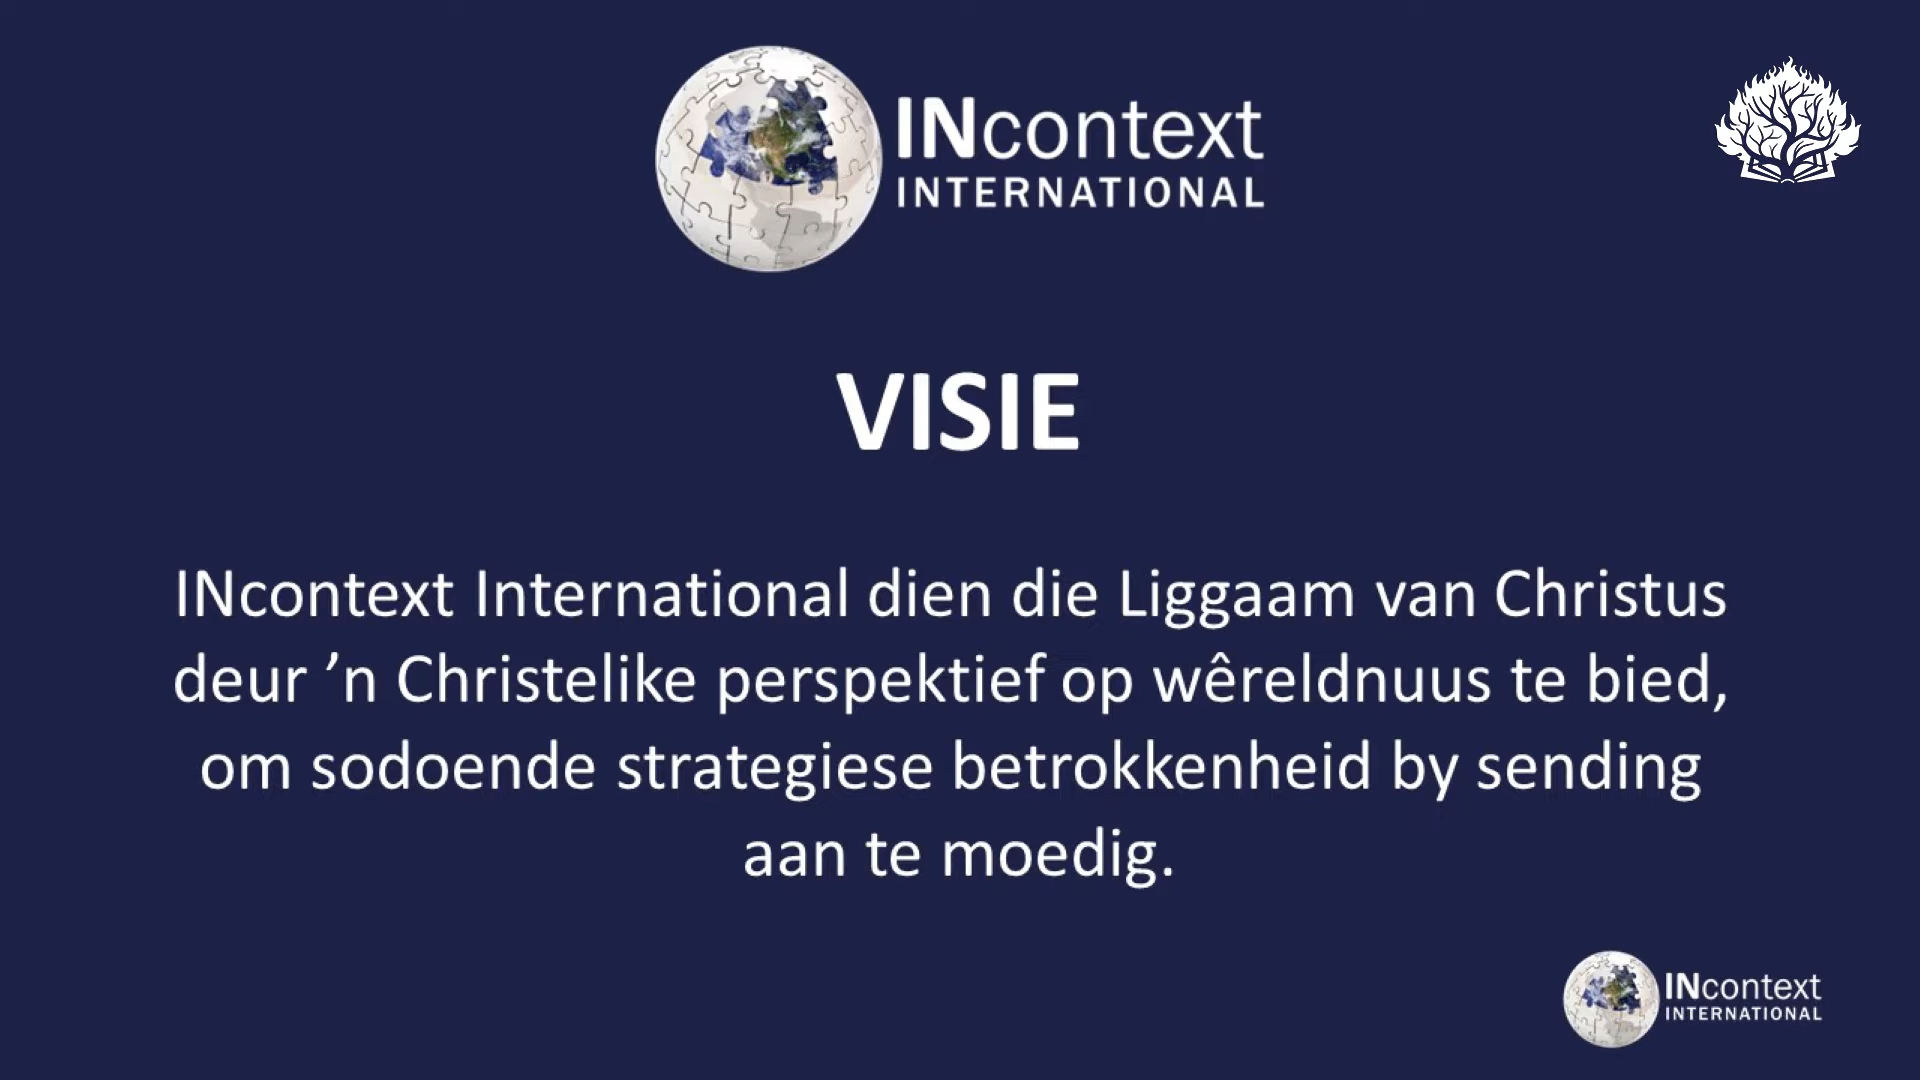 INcontext
INTERNATIONAL
VISIE
INcontext International dien die Liggaam van Christus
deur ’n Christelike perspektief op wêreldnuus te bied,
om sodoende strategiese betrokkenheid by sending
aan te moedig.
INcontext
INTERNATIONAL